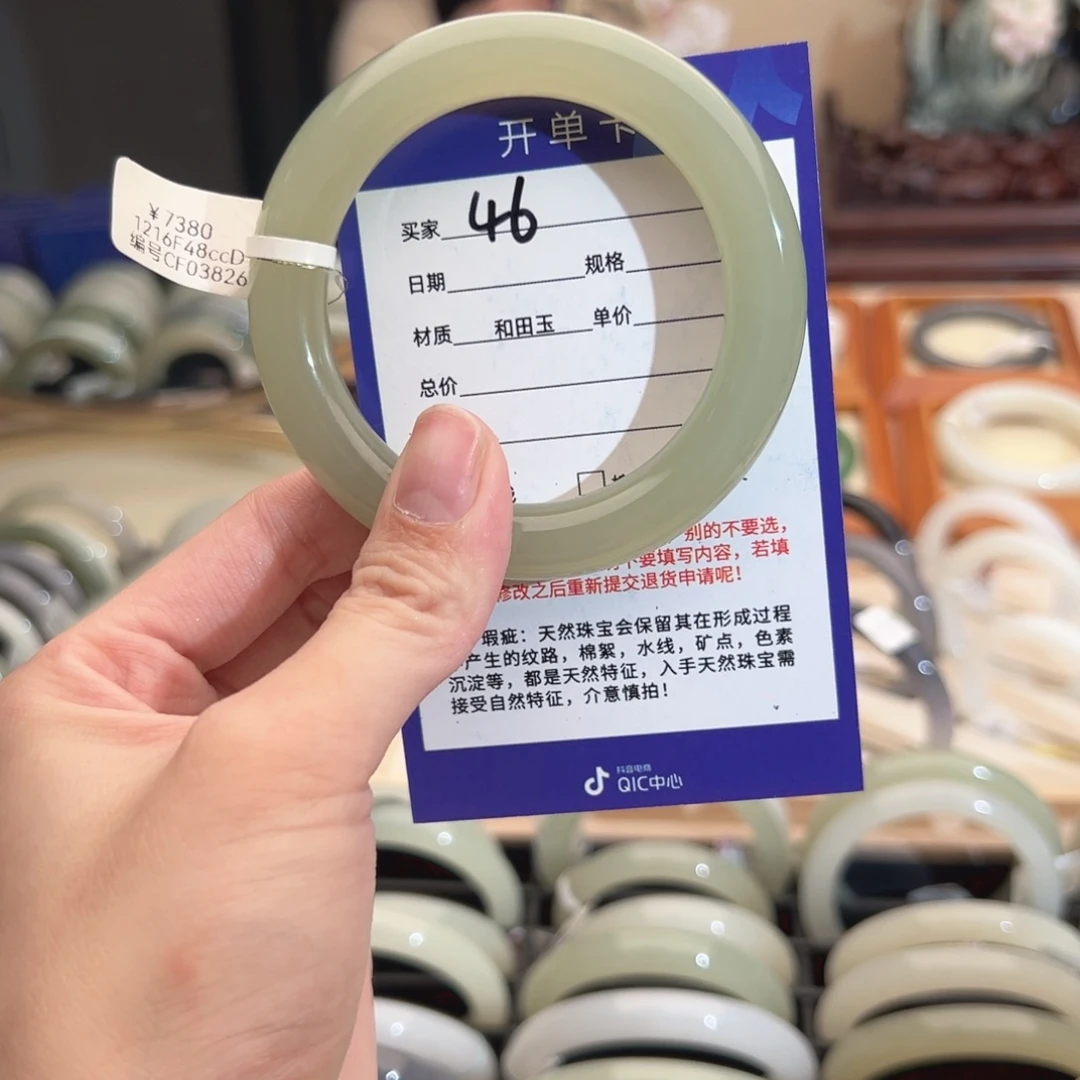 ¥7380
1216F48ccD
编号CF03826
开单卡
买家 46
日期 规格
材质 和田玉 单价
总价
别的不要选，
不要填写内容，若填
修改之后重新提交退货申请呢！
瑕疵：天然珠宝会保留其在形成过程
产生的纹路，棉絮，水线，矿点，色素
沉淀等，都是天然特征，入手天然珠宝需
接受自然特征，介意慎拍！
抖音电商
QIC中心